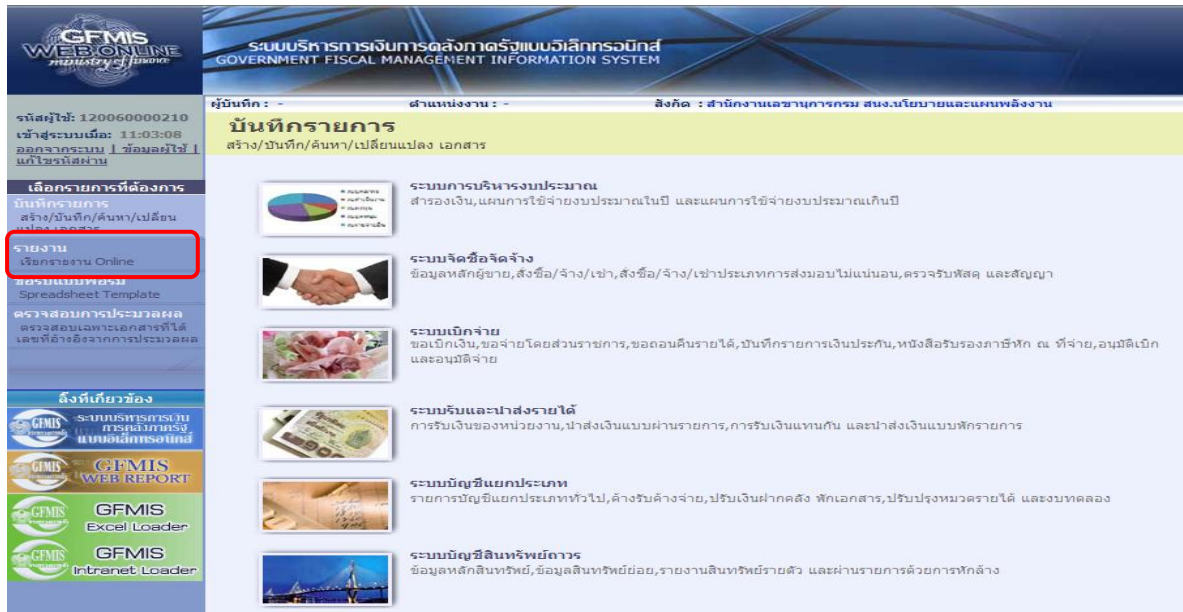 GFMIS
WEB ONLINE
ministry of finance
ระบบบริหารการเงินการคลังภาครัฐแบบอิเล็กทรอนิกส์
GOVERNMENT FISCAL MANAGEMENT INFORMATION SYSTEM
ผู้บันทึก : - ตำแหน่งงาน : - สังกัด : สำนักงานเลขานุการกรม สนง.นโยบายและแผนพลังงาน
รหัสผู้ใช้: 120060000210
เข้าสู่ระบบเมื่อ: 11:03:08
ออกจากระบบ | ข้อมูลผู้ใช้ |
แก้ไขรหัสผ่าน
บันทึกรายการ
สร้าง/บันทึก/ค้นหา/เปลี่ยนแปลง เอกสาร
เลือกรายการที่ต้องการ
บันทึกรายการ
สร้าง/บันทึก/ค้นหา/เปลี่ยน
แปลง เอกสาร
รายงาน
เรียกรายงาน Online
ขอรับแบบฟอร์ม
Spreadsheet Template
ตรวจสอบการประมวลผล
ตรวจสอบเฉพาะเอกสารที่ได้
เลขที่อ้างอิงจากการประมวลผล
ลิ้งที่เกี่ยวข้อง
GFMIS ระบบบริหารการเงิน
การคลังภาครัฐ
แบบอิเล็กทรอนิกส์
GFMIS GFMIS
WEB REPORT
GFMIS GFMIS
Excel Loader
GFMIS GFMIS
Intranet Loader
ระบบการบริหารงบประมาณ
สำรองเงิน,แผนการใช้จ่ายงบประมาณในปี และแผนการใช้จ่ายงบประมาณเกินปี
ระบบจัดซื้อจัดจ้าง
ข้อมูลหลักผู้ขาย,สั่งซื้อ/จ้าง/เช่า,สั่งซื้อ/จ้าง/เช่าประเภทการส่งมอบไม่แน่นอน,ตรวจรับพัสดุ และสัญญา
ระบบเบิกจ่าย
ขอเบิกเงิน,ขอจ่ายโดยส่วนราชการ,ขอถอนคืนรายได้,บันทึกรายการเงินประกัน,หนังสือรับรองภาษีหัก ณ ที่จ่าย,อนุมัติเบิก
และอนุมัติจ่าย
ระบบรับและนำส่งรายได้
การรับเงินของหน่วยงาน,นำส่งเงินแบบผ่านรายการ,การรับเงินแทนกัน และนำส่งเงินแบบพักรายการ
ระบบบัญชีแยกประเภท
รายการบัญชีแยกประเภททั่วไป,ค้างรับค้างจ่าย,ปรับเงินฝากคลัง พักเอกสาร,ปรับปรุงหมวดรายได้ และงบทดลอง
ระบบบัญชีสินทรัพย์ถาวร
ข้อมูลหลักสินทรัพย์,ข้อมูลสินทรัพย์ย่อย,รายงานสินทรัพย์รายตัว และผ่านรายการด้วยการหักล้าง